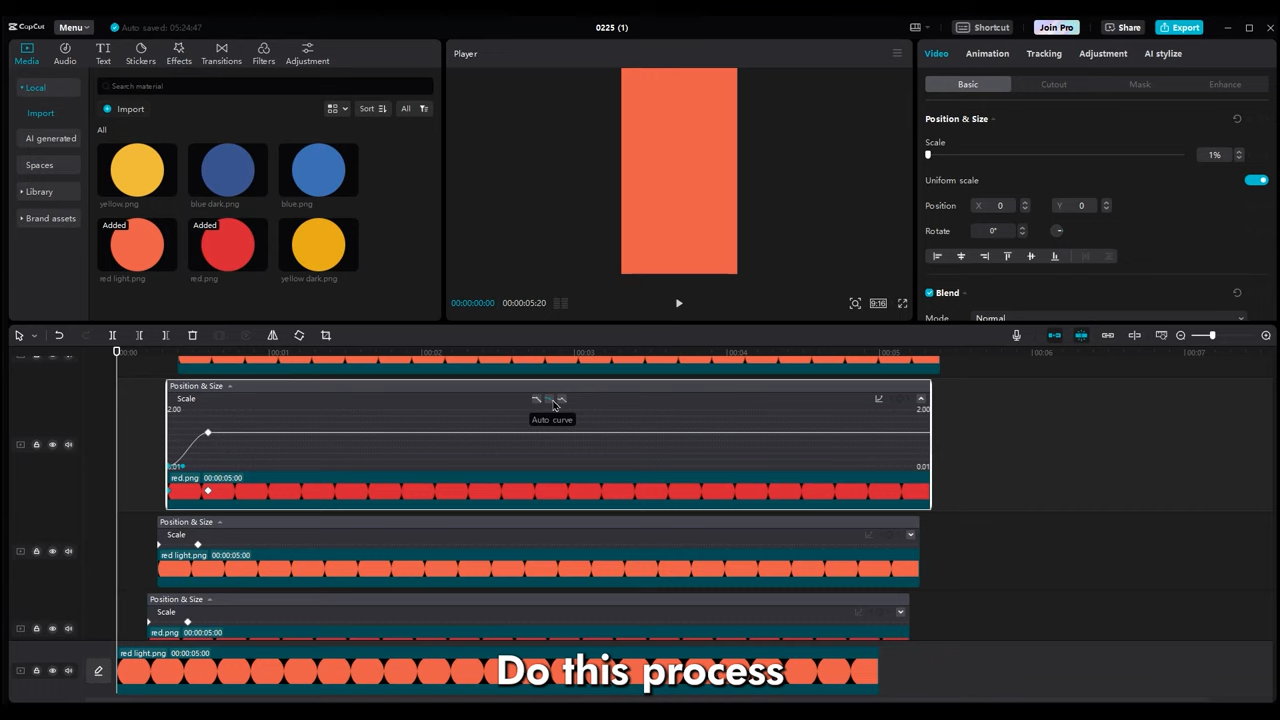 CapCut
Menu
Auto saved: 05:24:47
0225 (1)
Shortcut
Join Pro
Share
Export
Media
Audio
Text
Stickers
Effects
Transitions
Filters
Adjustment
Local
Import
AI generated
Spaces
Library
Brand assets
Search material
Import
Sort
All
All
yellow.png
blue dark.png
blue.png
Added
red light.png
Added
red.png
yellow dark.png
Player
00:00:00:00 00:00:05:20
9:16
Video
Animation
Tracking
Adjustment
AI stylize
Basic
Cutout
Mask
Enhance
Position & Size
Scale
1%
Uniform scale
Position X 0 Y 0
Rotate 0°
Blend
Mode Normal
00:00
00:01
00:02
00:03
00:04
00:05
00:06
00:07
Position & Size
Scale
2.00
2.00
Auto curve
0.01
0.01
red.png 00:00:05:00
Position & Size
Scale
red light.png 00:00:05:00
Position & Size
Scale
red.png 00:00:05:00
red light.png 00:00:05:00
Do this process